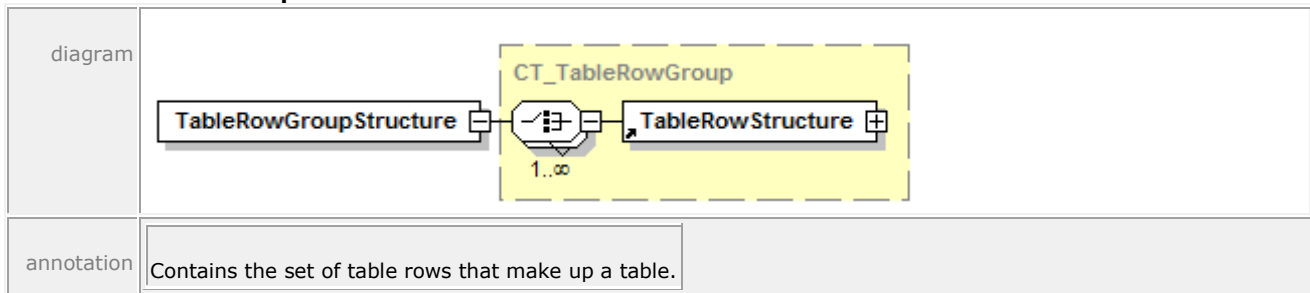 diagram
CT_TableRowGroup
TableRowGroupStructure
TableRowStructure
1..∞
annotation
Contains the set of table rows that make up a table.